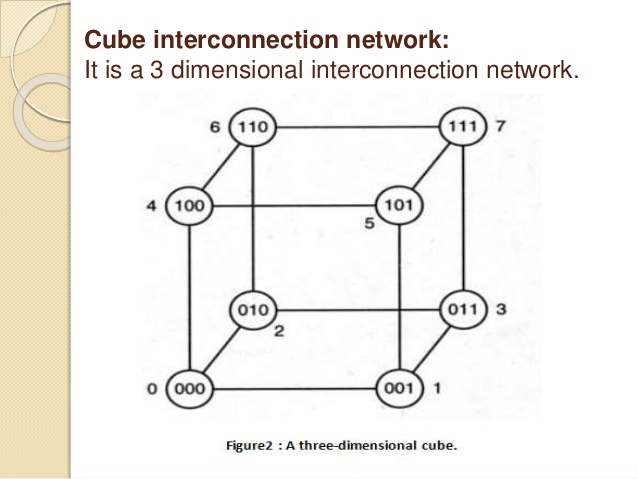 Cube interconnection network:
It is a 3 dimensional interconnection network.
6 110 111 7
4 100 101
5
010 011 3
2
0 000 001 1
Figure2 : A three-dimensional cube.